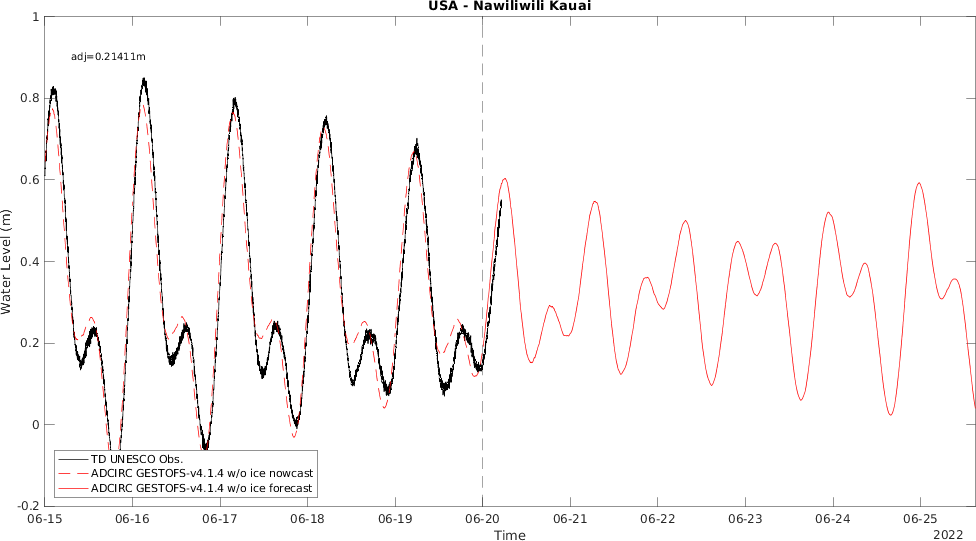 USA - Nawiliwili Kauai
adj=0.21411m
1
0.8
0.6
0.4
0.2
0
-0.2
Water Level (m)
TD UNESCO Obs.
ADCIRC GESTOFS-v4.1.4 w/o ice nowcast
ADCIRC GESTOFS-v4.1.4 w/o ice forecast
06-15 06-16 06-17 06-18 06-19 06-20 06-21 06-22 06-23 06-24 06-25
Time
2022